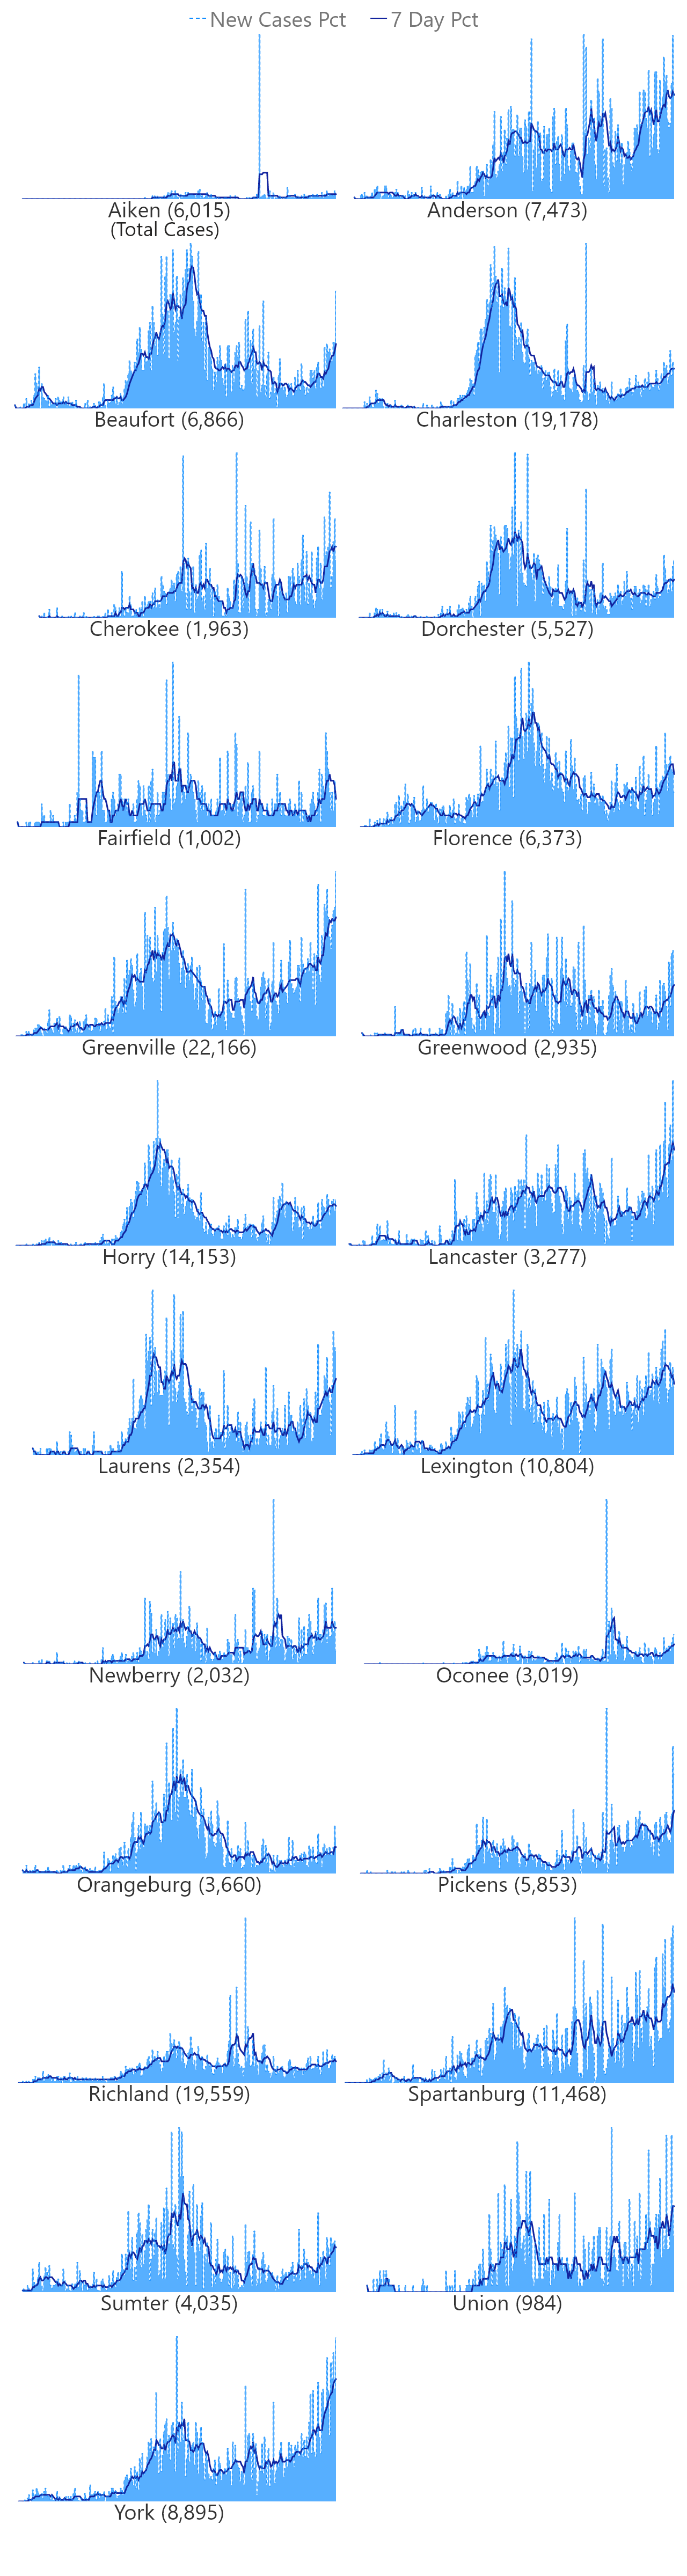 New Cases Pct 7 Day Pct
Aiken (6,015)
(Total Cases)
Anderson (7,473)
Beaufort (6,866)
Charleston (19,178)
Cherokee (1,963)
Dorchester (5,527)
Fairfield (1,002)
Florence (6,373)
Greenville (22,166)
Greenwood (2,935)
Horry (14,153)
Lancaster (3,277)
Laurens (2,354)
Lexington (10,804)
Newberry (2,032)
Oconee (3,019)
Orangeburg (3,660)
Pickens (5,853)
Richland (19,559)
Spartanburg (11,468)
Sumter (4,035)
Union (984)
York (8,895)